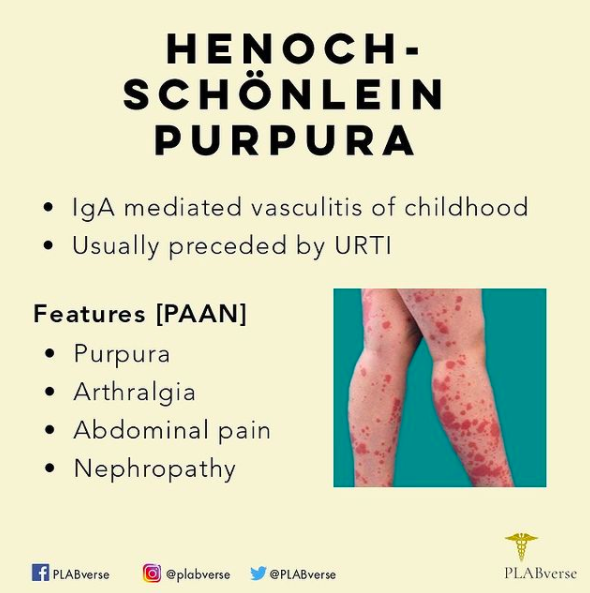 HENOCH-
SCHÖNLEIN
PURPURA
• IgA mediated vasculitis of childhood
• Usually preceded by URTI
Features [PAAN]
• Purpura
• Arthralgia
• Abdominal pain
• Nephropathy
PLABverse @plabverse @PLABverse
PLABverse